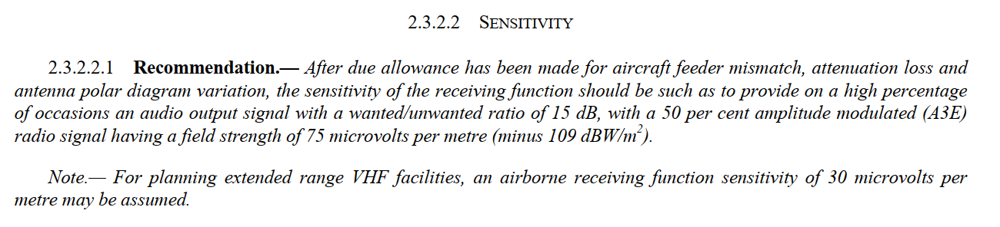 2.3.2.2 SENSITIVITY
2.3.2.2.1 Recommendation.— After due allowance has been made for aircraft feeder mismatch, attenuation loss and
antenna polar diagram variation, the sensitivity of the receiving function should be such as to provide on a high percentage
of occasions an audio output signal with a wanted/unwanted ratio of 15 dB, with a 50 per cent amplitude modulated (A3E)
radio signal having a field strength of 75 microvolts per metre (minus 109 dBW/m²).
Note.— For planning extended range VHF facilities, an airborne receiving function sensitivity of 30 microvolts per
metre may be assumed.